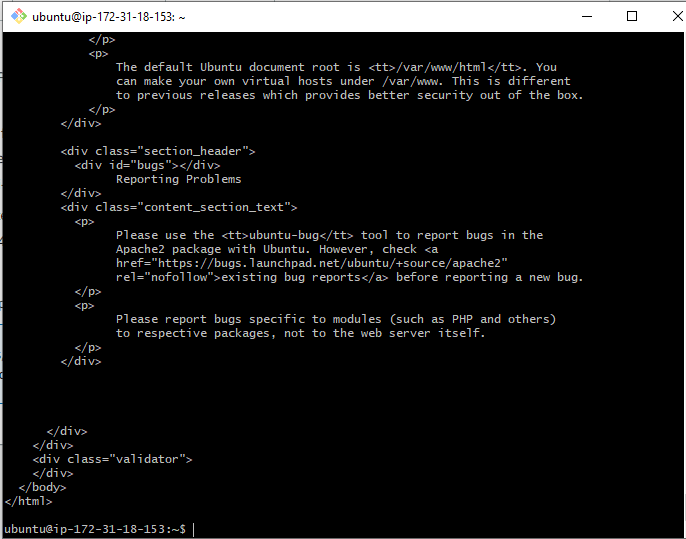 ubuntu@ip-172-31-18-153: ~
</p>
<p>
The default Ubuntu document root is <tt>/var/www/html</tt>. You
can make your own virtual hosts under /var/www. This is different
to previous releases which provides better security out of the box.
</p>
</div>
<div class="section_header">
<div id="bugs"></div>
Reporting Problems
</div>
<div class="content_section_text">
<p>
Please use the <tt>ubuntu-bug</tt> tool to report bugs in the
Apache2 package with Ubuntu. However, check <a
href="https://bugs.launchpad.net/ubuntu/+source/apache2"
rel="nofollow">existing bug reports</a> before reporting a new bug.
</p>
<p>
Please report bugs specific to modules (such as PHP and others)
to respective packages, not to the web server itself.
</p>
</div>
</div>
</div>
<div class="validator">
</div>
</body>
</html>
ubuntu@ip-172-31-18-153:~$